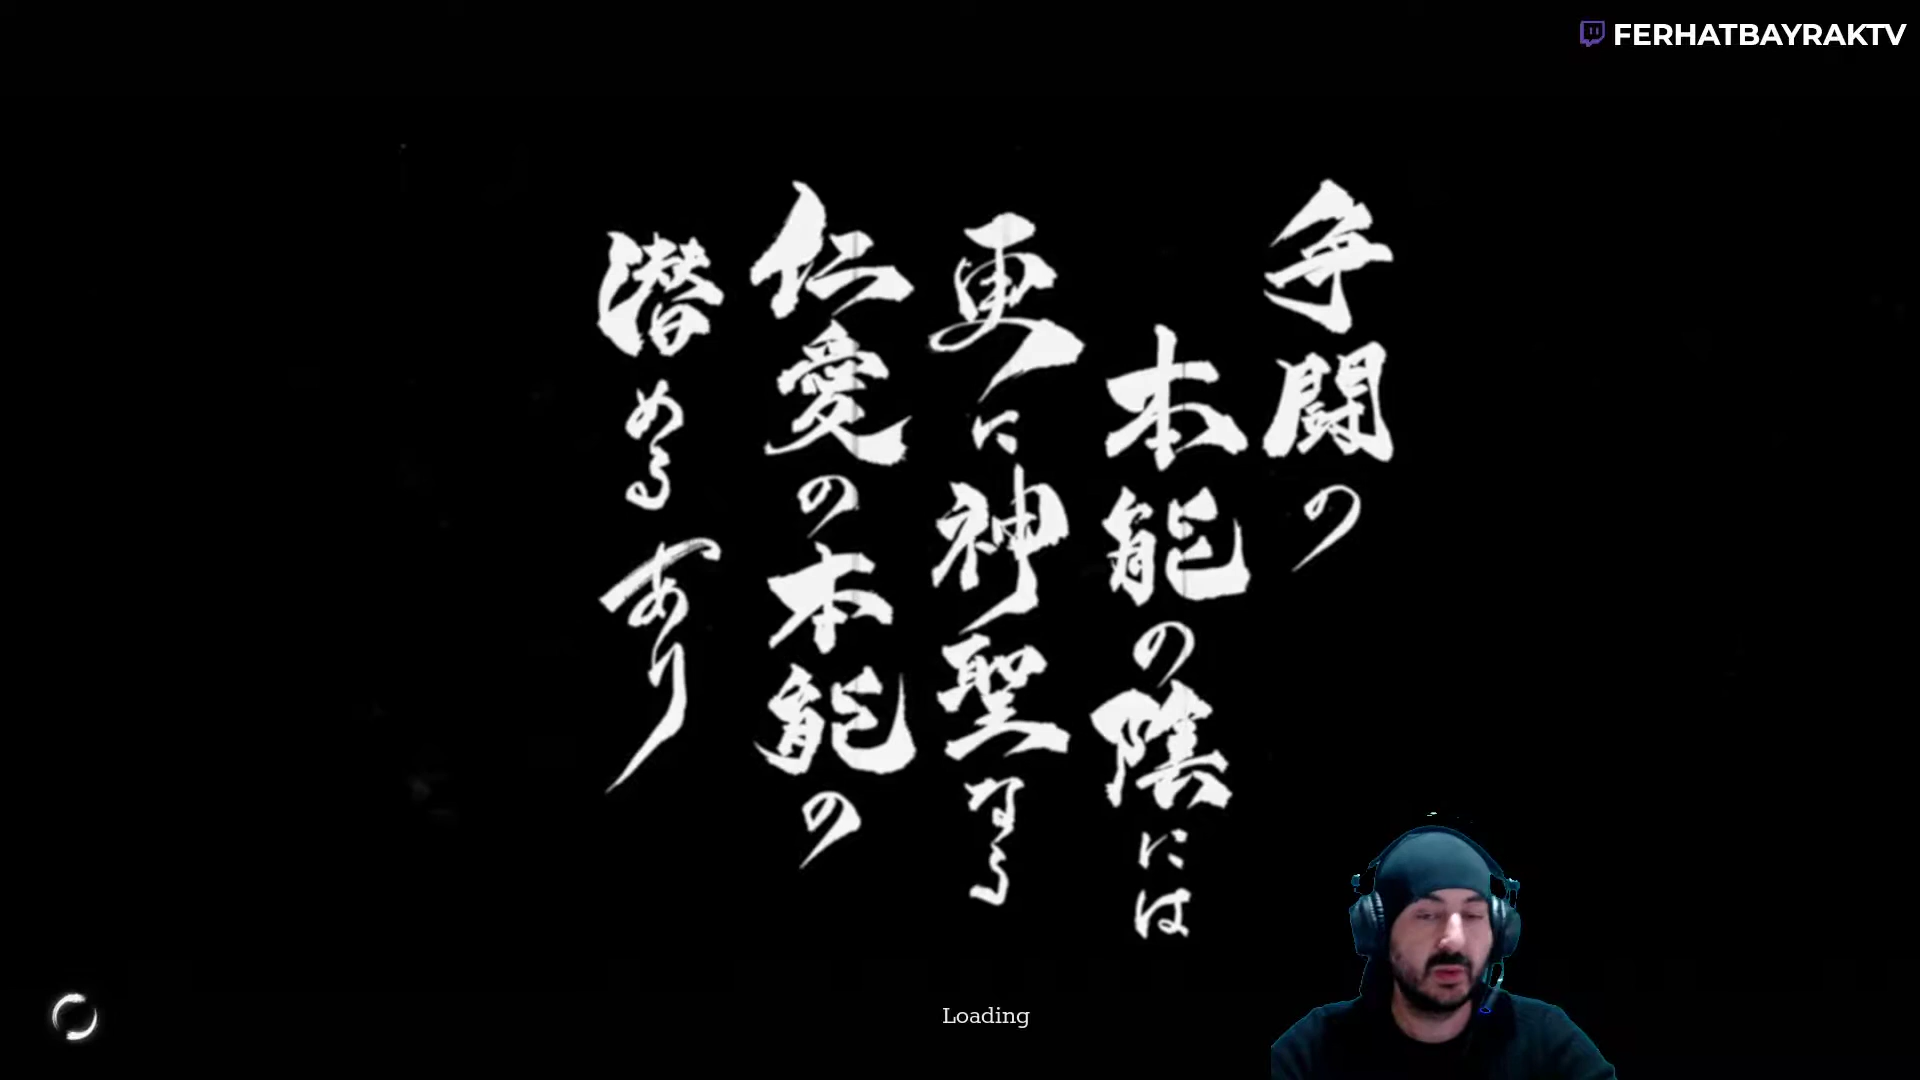 FERHATBAYRAKTV
争闘の
本能の陰には
更に神聖なる
仁愛の本能の
潜めるあり
Loading